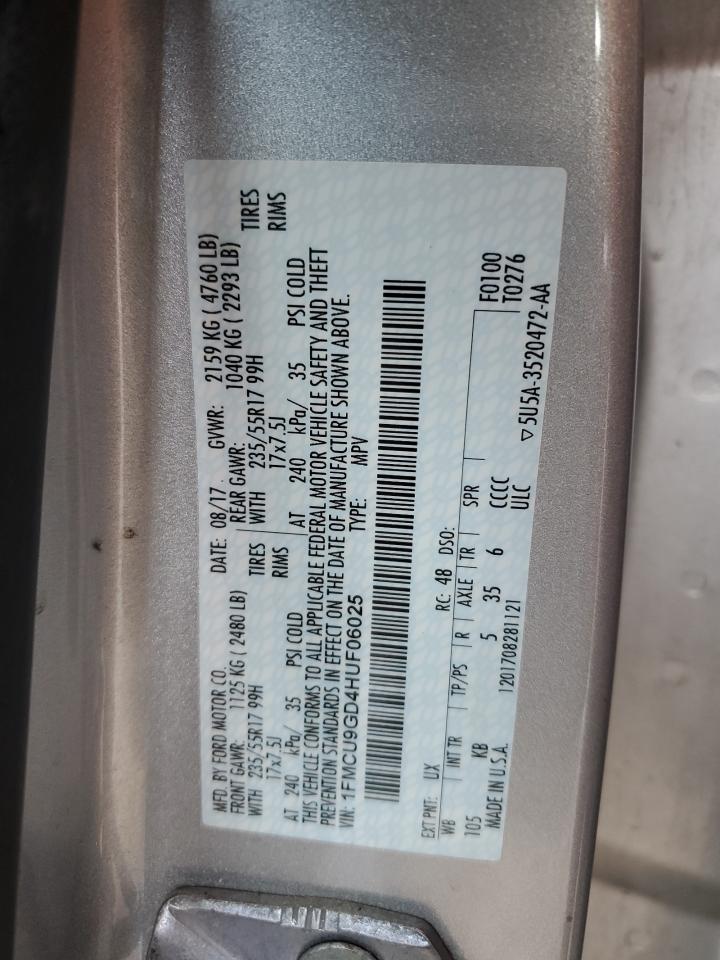 MFD. BY FORD MOTOR CO.
DATE: 08/17 GVWR: 2159 KG ( 4760 LB)
FRONT GAWR: 1125 KG ( 2480 LB) REAR GAWR: 1040 KG ( 2293 LB)
WITH 235/55R17 99H TIRES WITH 235/55R17 99H TIRES
17x7.5J RIMS 17x7.5J RIMS
AT 240 kPa/ 35 PSI COLD AT 240 kPa/ 35 PSI COLD
THIS VEHICLE CONFORMS TO ALL APPLICABLE FEDERAL MOTOR VEHICLE SAFETY AND THEFT
PREVENTION STANDARDS IN EFFECT ON THE DATE OF MANUFACTURE SHOWN ABOVE.
VIN: 1FMCU9GD4HUF06025 TYPE: MPV
EXT PNT: UX RC: 48 DSO:
WB INT TR TP/PS R AXLE TR SPR
F0100
105 KB 5 35 6 CCCC
T0276
MADE IN U.S.A. 1201708281121 ULC
▽5U5A-3520472-AA